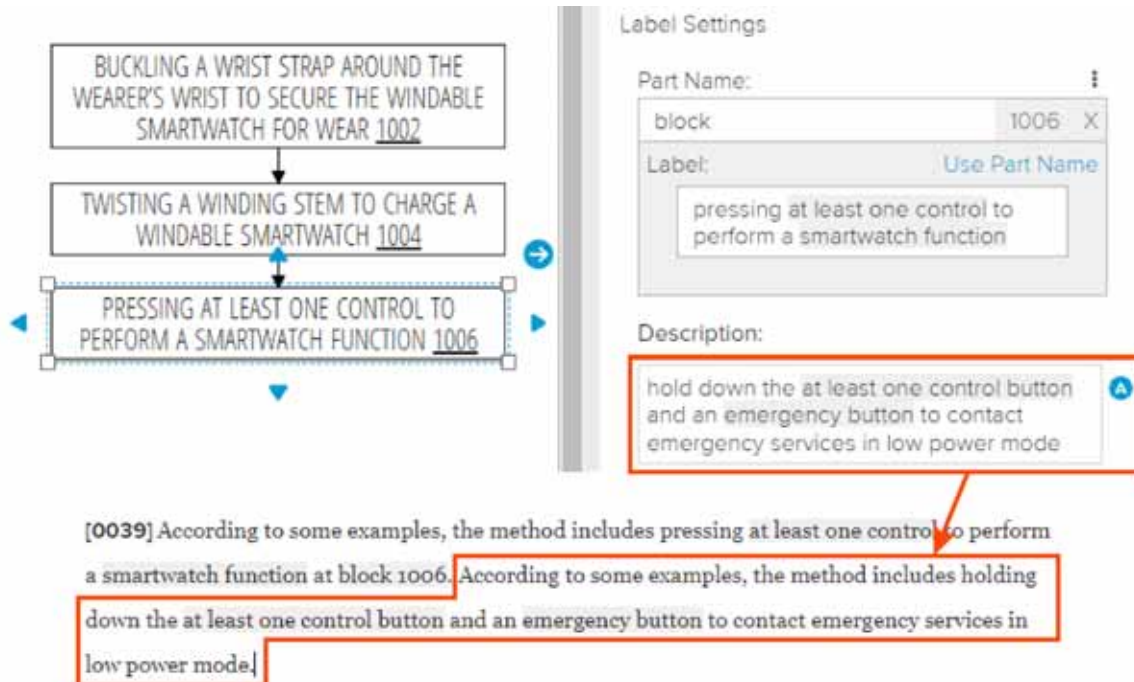 BUCKLING A WRIST STRAP AROUND THE
WEARER'S WRIST TO SECURE THE WINDABLE
SMARTWATCH FOR WEAR 1002
TWISTING A WINDING STEM TO CHARGE A
WINDABLE SMARTWATCH 1004
PRESSING AT LEAST ONE CONTROL TO
PERFORM A SMARTWATCH FUNCTION 1006
Label Settings
Part Name:
block 1006 X
Label: Use Part Name
pressing at least one control to
perform a smartwatch function
Description:
hold down the at least one control button
and an emergency button to contact
emergency services in low power mode
A
[0039] According to some examples, the method includes pressing at least one control to perform
a smartwatch function at block 1006. According to some examples, the method includes holding
down the at least one control button and an emergency button to contact emergency services in
low power mode.